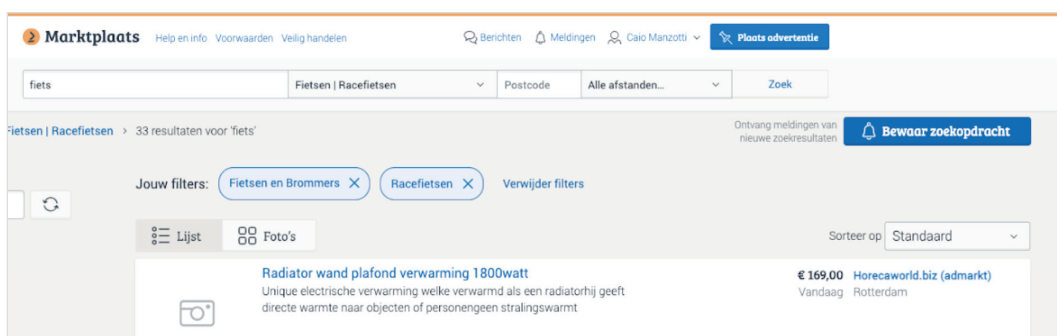 Marktplaats Help en info Voorwaarden Veilig handelen Berichten Meldingen Caio Manzotti Plaats advertentie
fiets Fietsen | Racefietsen Postcode Alle afstanden... Zoek
Fietsen | Racefietsen > 33 resultaten voor 'fiets'
Ontvang meldingen van
nieuwe zoekresultaten
Bewaar zoekopdracht
Jouw filters: Fietsen en Brommers Racefietsen Verwijder filters
Lijst Foto's Sorteer op Standaard
Radiator wand plafond verwarming 1800watt € 169,00 Horecaworld.biz (admarkt)
Unique electrische verwarming welke verwarmd als een radiatorhij geeft Vandaag Rotterdam
directe warmte naar objecten of personengeen stralingswarmt